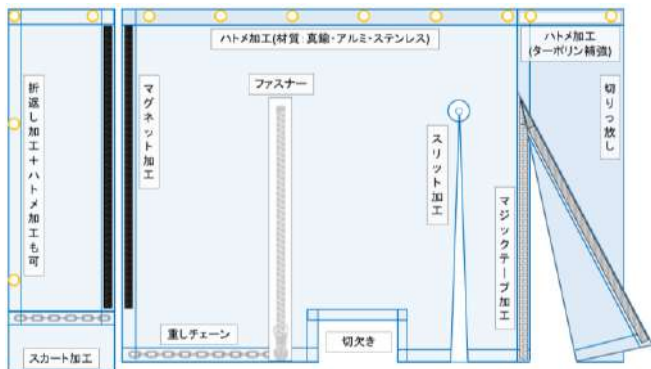 ハトメ加工(材質:真鍮・アルミ・ステンレス)
ハトメ加工
(ターポリン補強)
折返し加工+ハトメ加工も可
マグネット加工
ファスナー
スリット加工
マジックテープ加工
切りっ放し
重しチェーン
切欠き
スカート加工